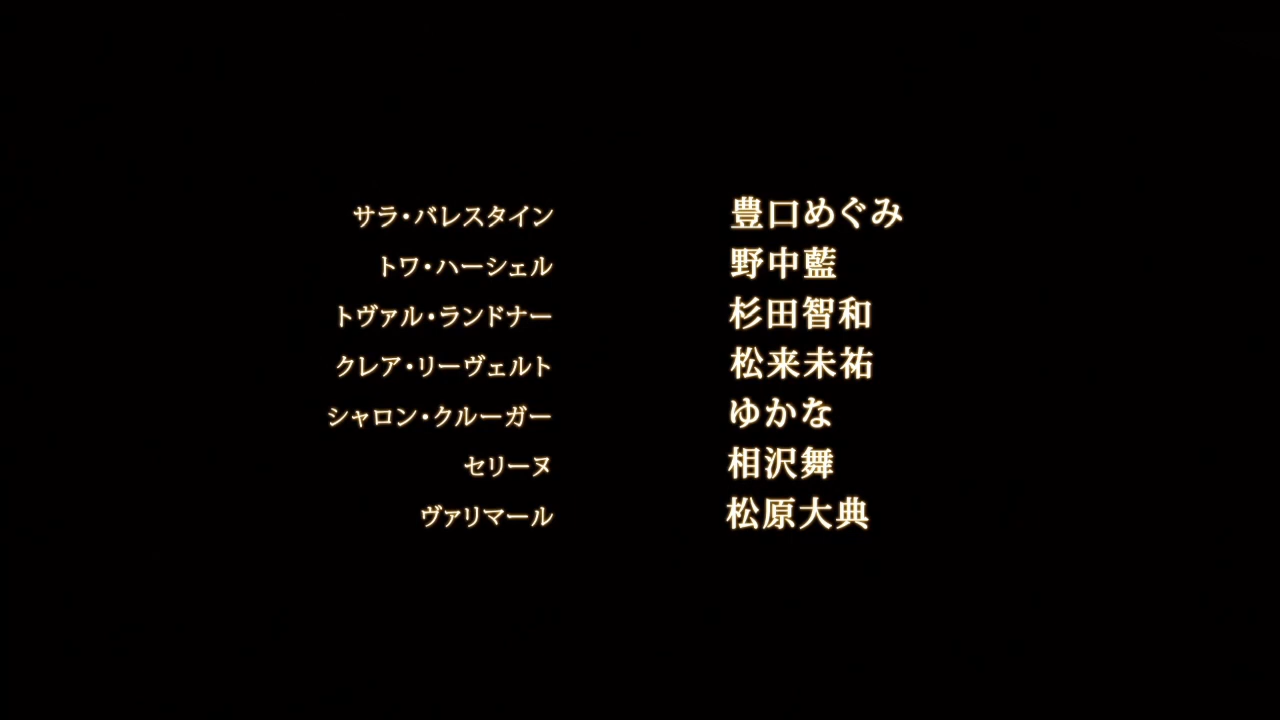 サラ・バレスタイン 豊口めぐみ
トワ・ハーシェル 野中藍
トヴァル・ランドナー 杉田智和
クレア・リーヴェルト 松来未祐
シャロン・クルーガー ゆかな
セリーヌ 相沢舞
ヴァリマール 松原大典